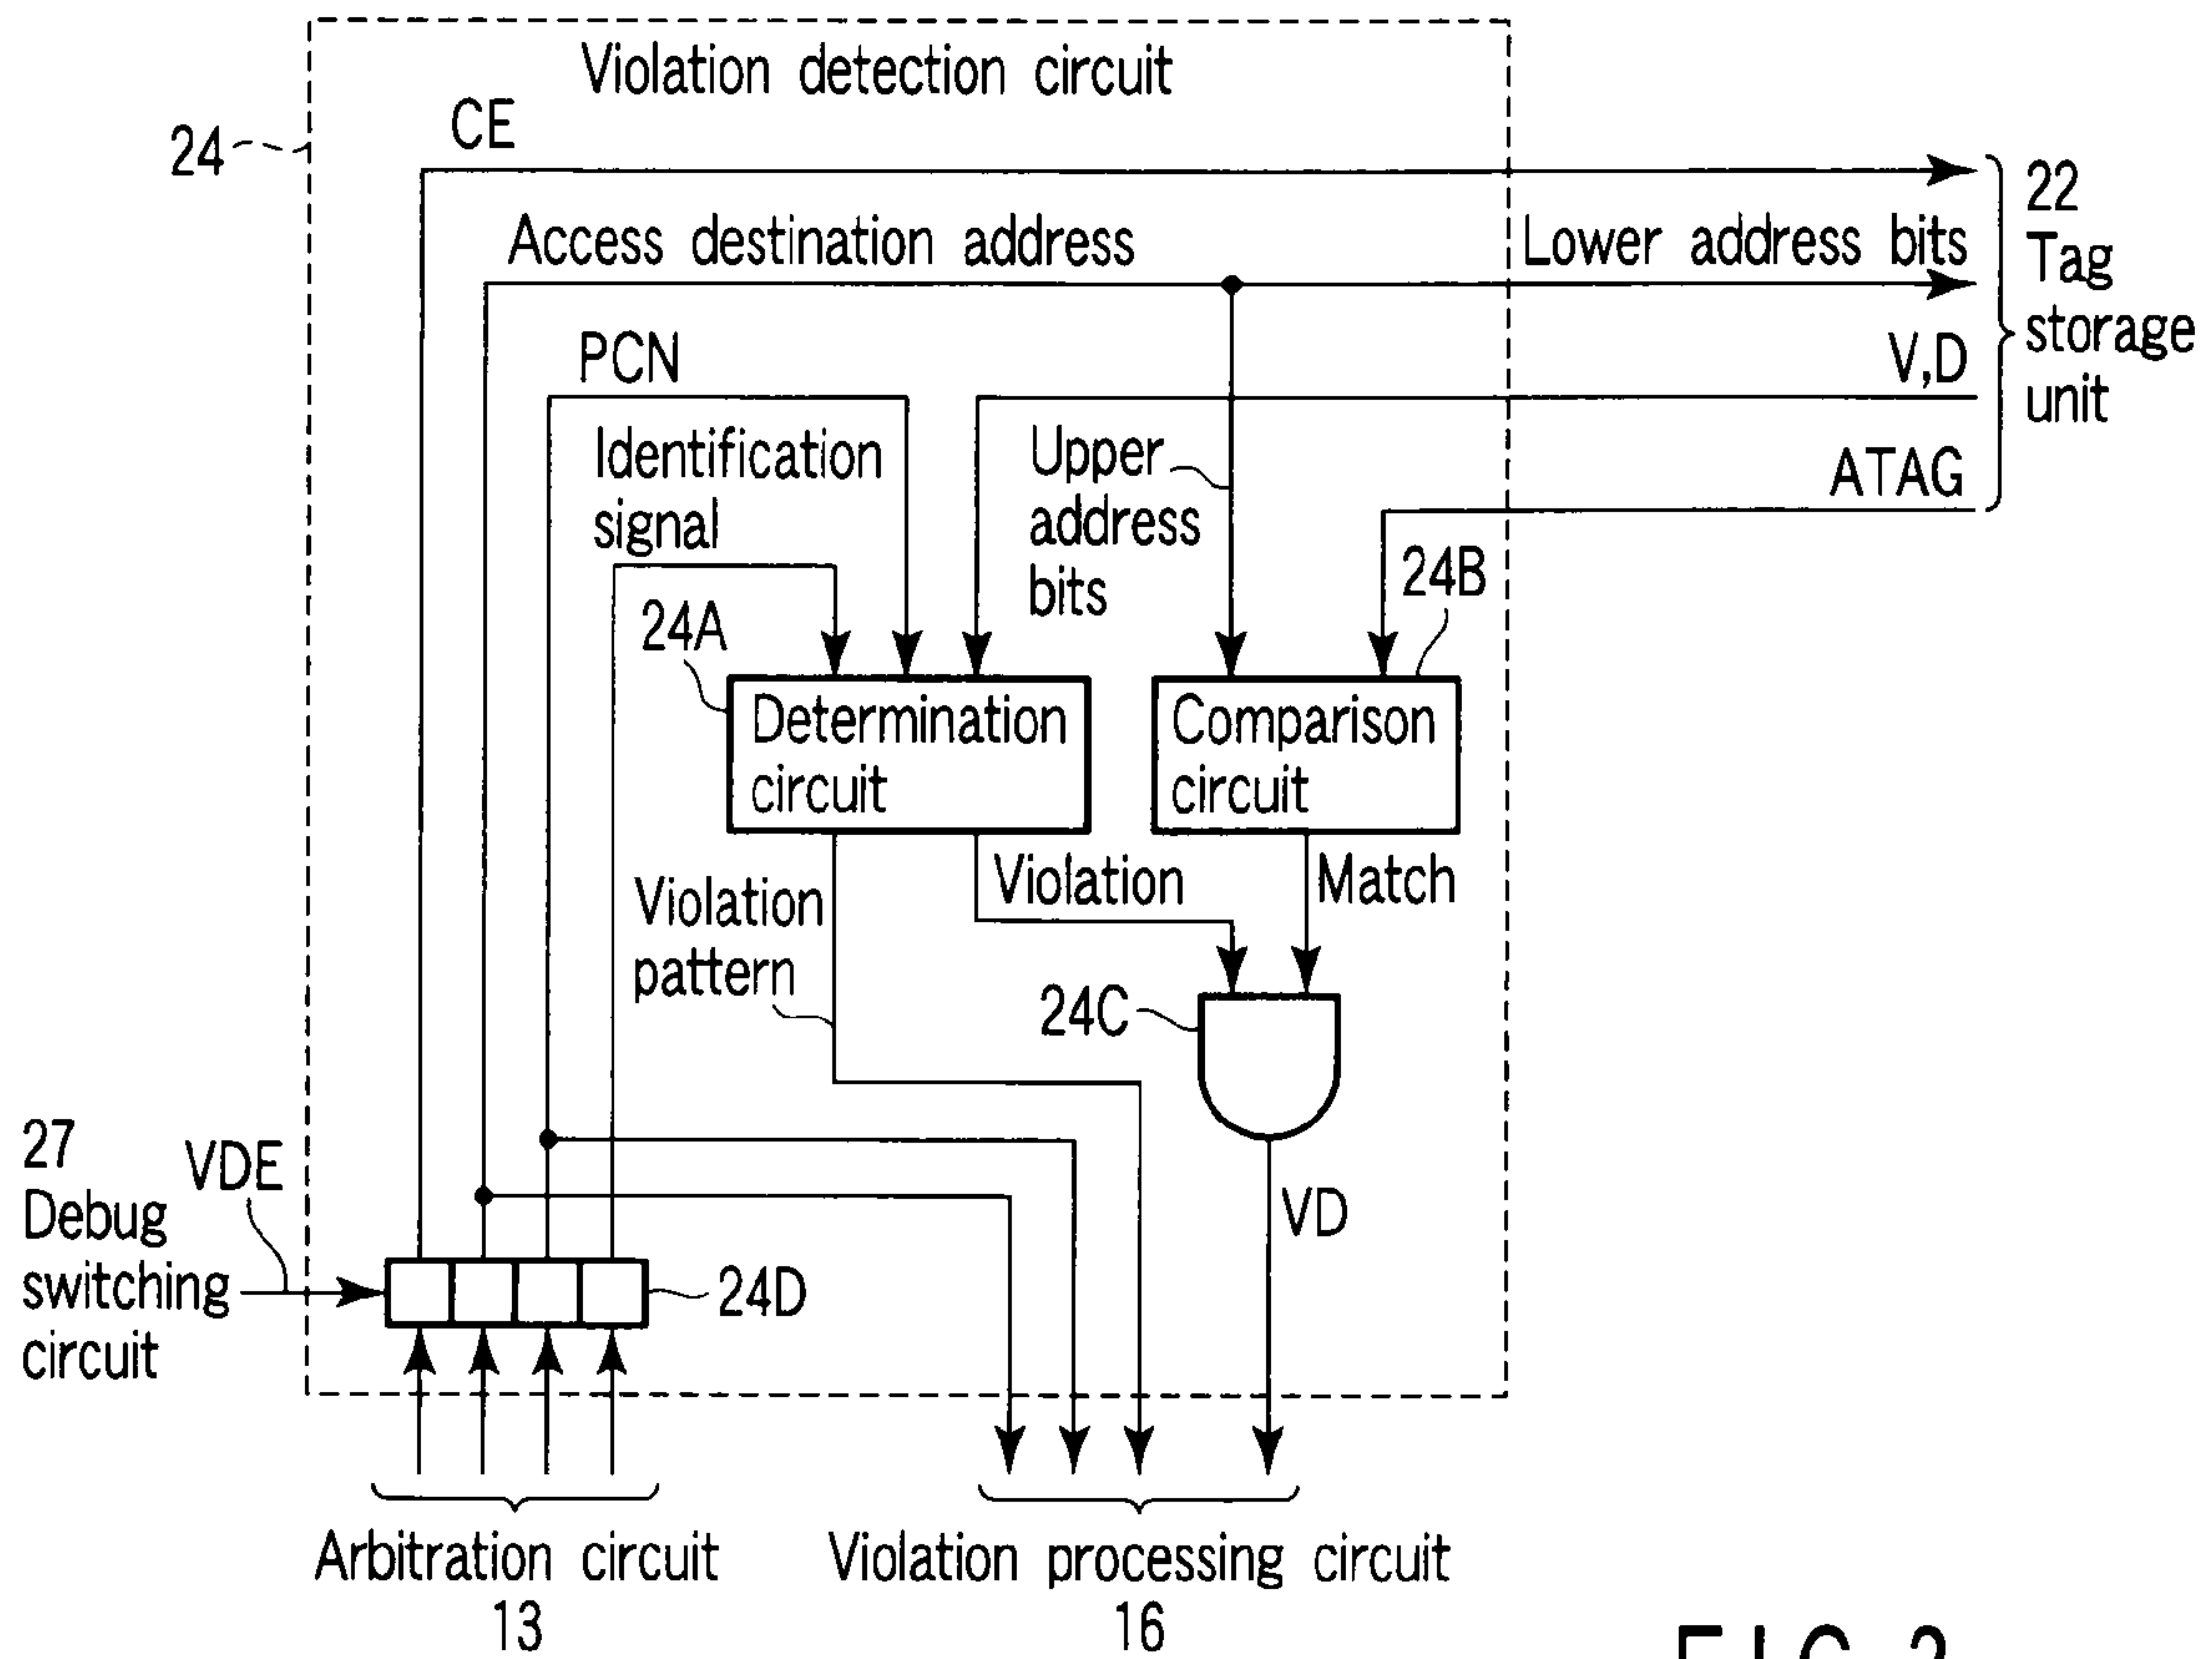 Violation detection circuit
24
CE
22
Tag
storage
unit
Access destination address
Lower address bits
PCN
V,D
Identification
signal
Upper
address
bits
ATAG
24A
24B
Determination
circuit
Comparison
circuit
Violation
pattern
Violation
Match
24C
27
Debug
switching
circuit
VDE
VD
24D
Arbitration circuit
13
Violation processing circuit
16